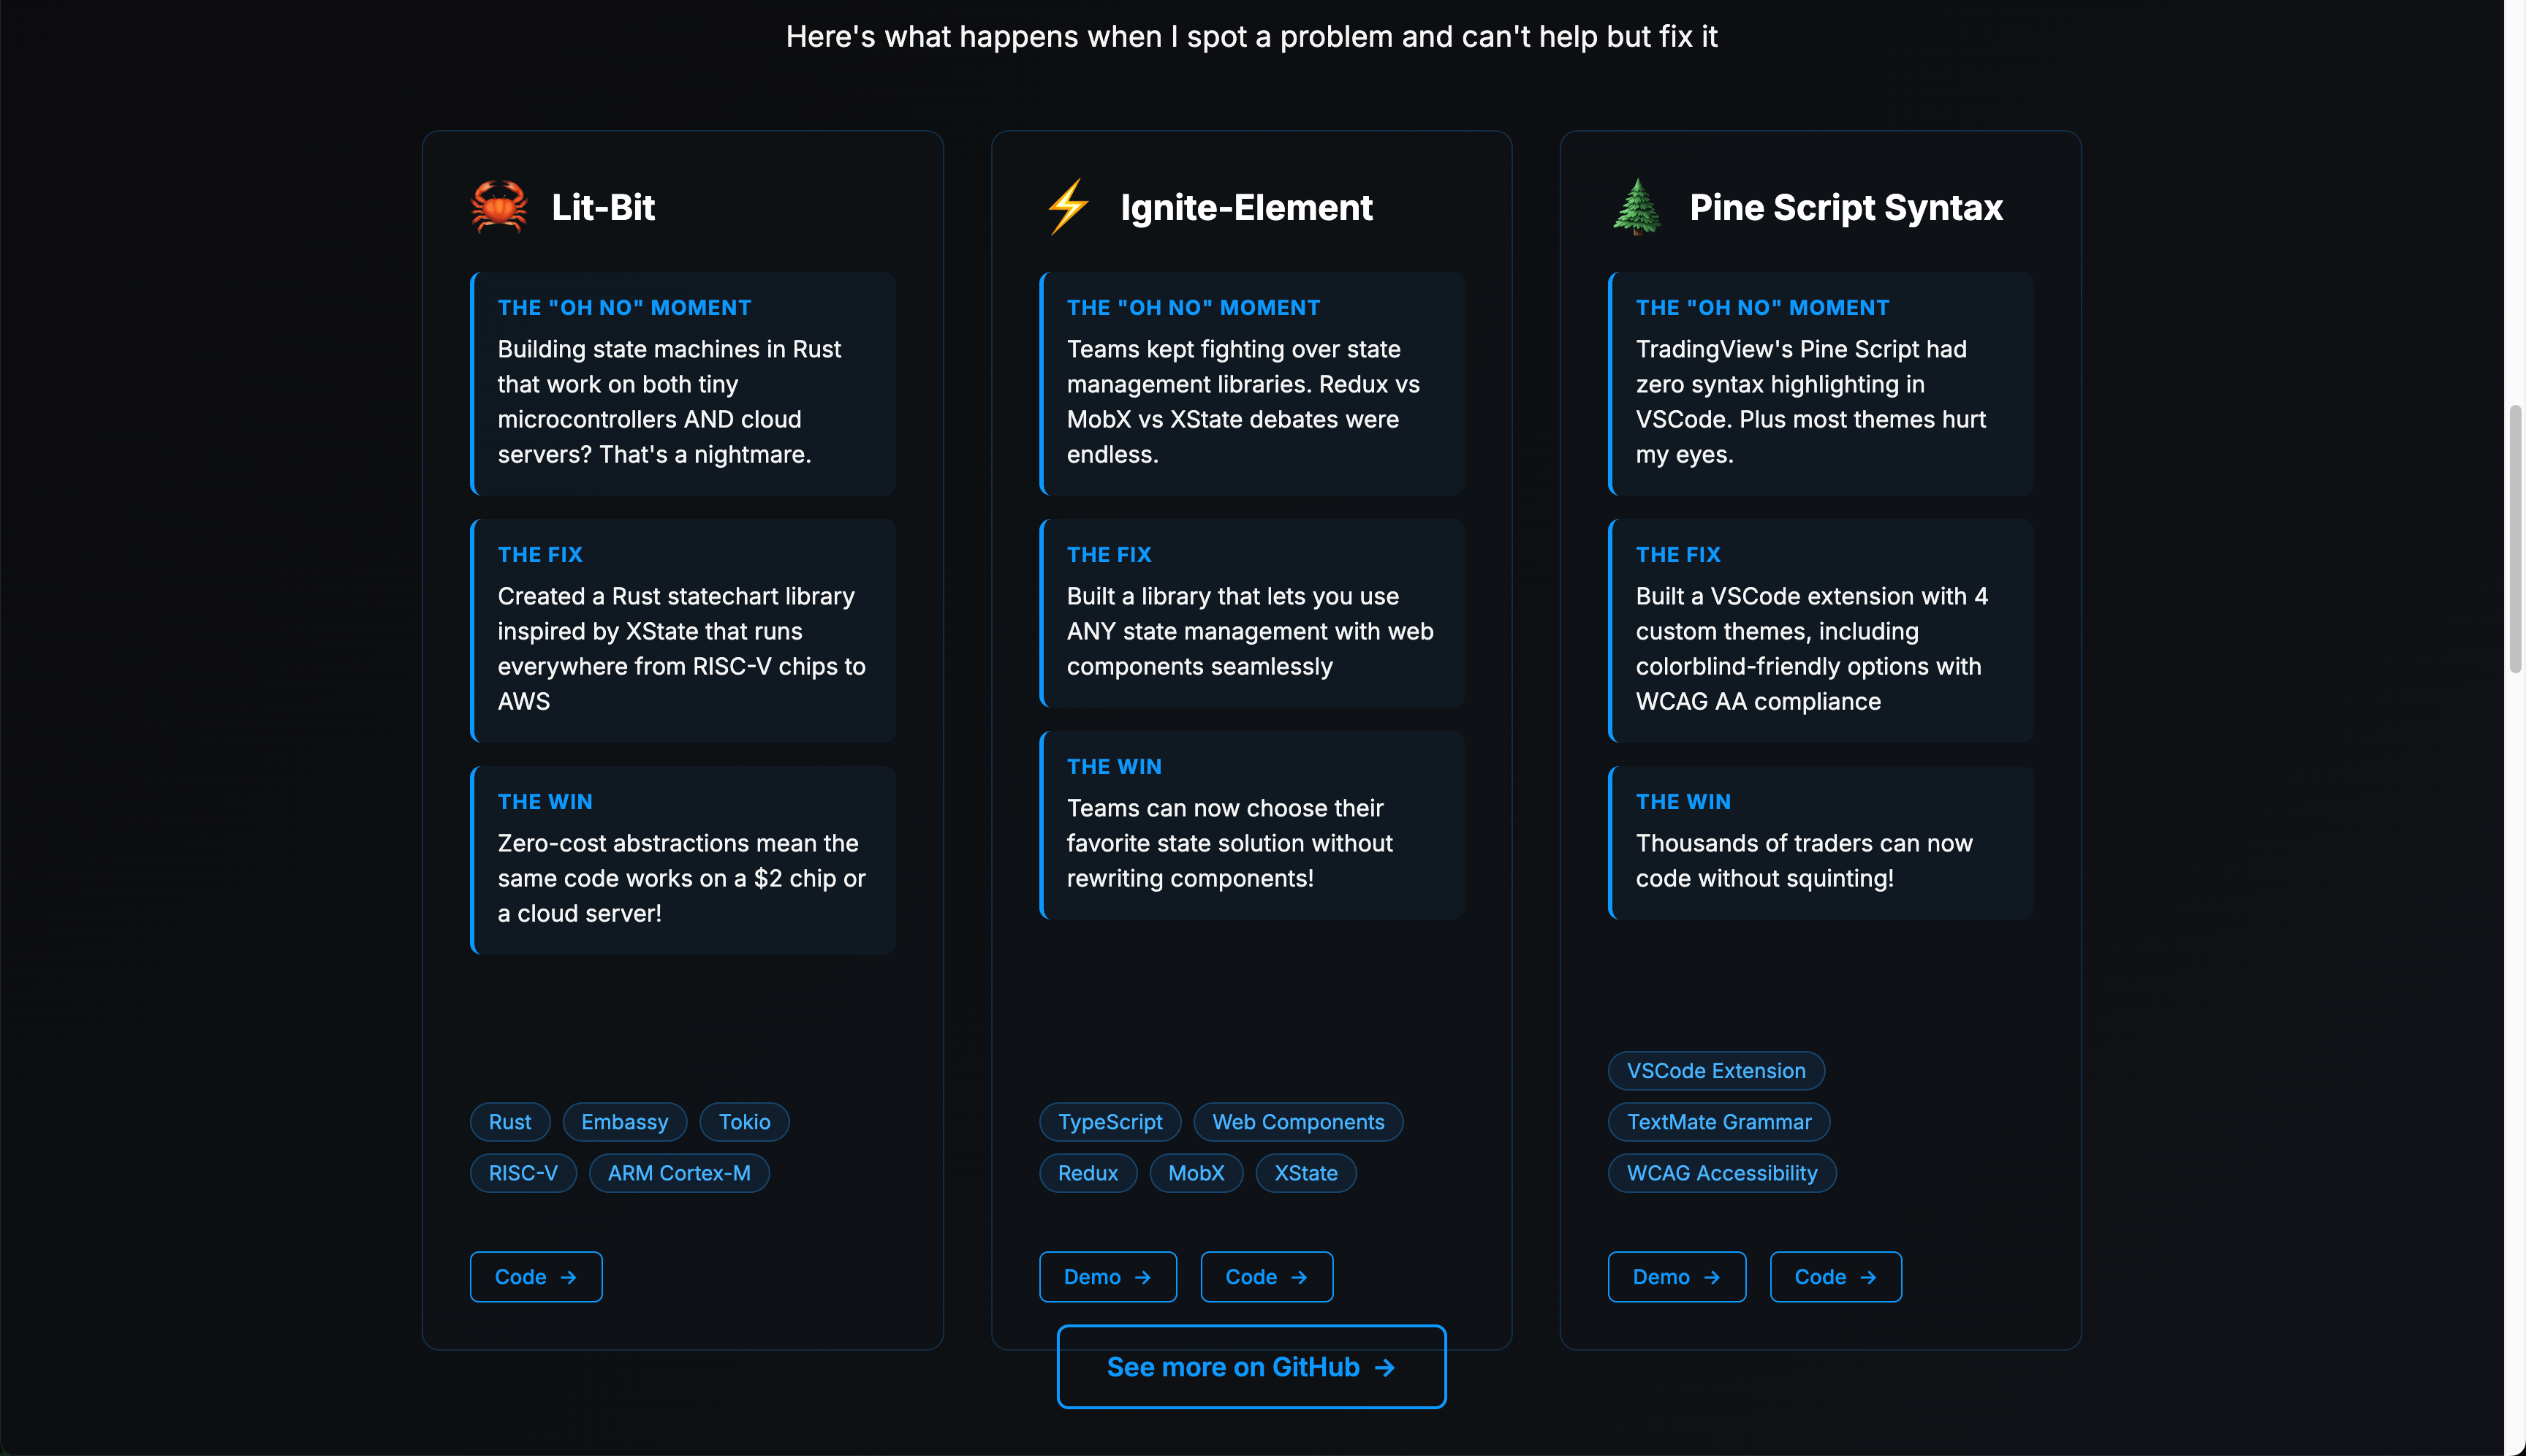 Here's what happens when I spot a problem and can't help but fix it
Lit-Bit
THE "OH NO" MOMENT
Building state machines in Rust
that work on both tiny
microcontrollers AND cloud
servers? That's a nightmare.
THE FIX
Created a Rust statechart library
inspired by XState that runs
everywhere from RISC-V chips to
AWS
THE WIN
Zero-cost abstractions mean the
same code works on a $2 chip or
a cloud server!
Rust Embassy Tokio
RISC-V ARM Cortex-M
Code →
Ignite-Element
THE "OH NO" MOMENT
Teams kept fighting over state
management libraries. Redux vs
MobX vs XState debates were
endless.
THE FIX
Built a library that lets you use
ANY state management with web
components seamlessly
THE WIN
Teams can now choose their
favorite state solution without
rewriting components!
TypeScript Web Components
Redux MobX XState
Demo → Code →
Pine Script Syntax
THE "OH NO" MOMENT
TradingView's Pine Script had
zero syntax highlighting in
VSCode. Plus most themes hurt
my eyes.
THE FIX
Built a VSCode extension with 4
custom themes, including
colorblind-friendly options with
WCAG AA compliance
THE WIN
Thousands of traders can now
code without squinting!
VSCode Extension
TextMate Grammar
WCAG Accessibility
Demo → Code →
See more on GitHub →